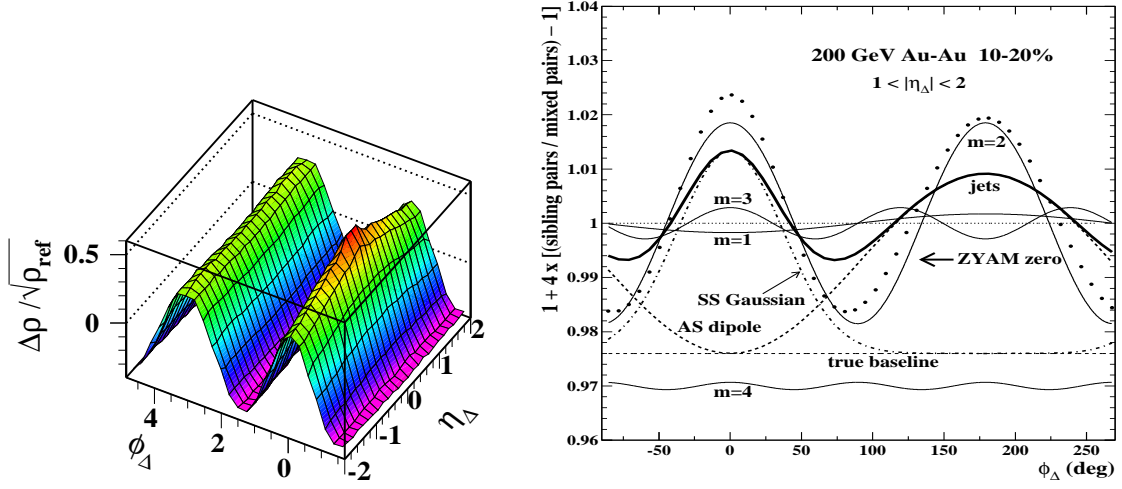 Δρ / √ρref
0.5
0
4
2
0
ϕΔ
-2
-1
0
1
2
ηΔ
1 + 4 x [(sibling pairs / mixed pairs) – 1]
1.04
1.03
1.02
1.01
1
0.99
0.98
0.97
0.96
200 GeV Au-Au 10-20%
1 < |ηΔ| < 2
m=2
jets
m=3
m=1
ZYAM zero
SS Gaussian
AS dipole
true baseline
m=4
-50
0
50
100
150
200
250
ϕΔ (deg)